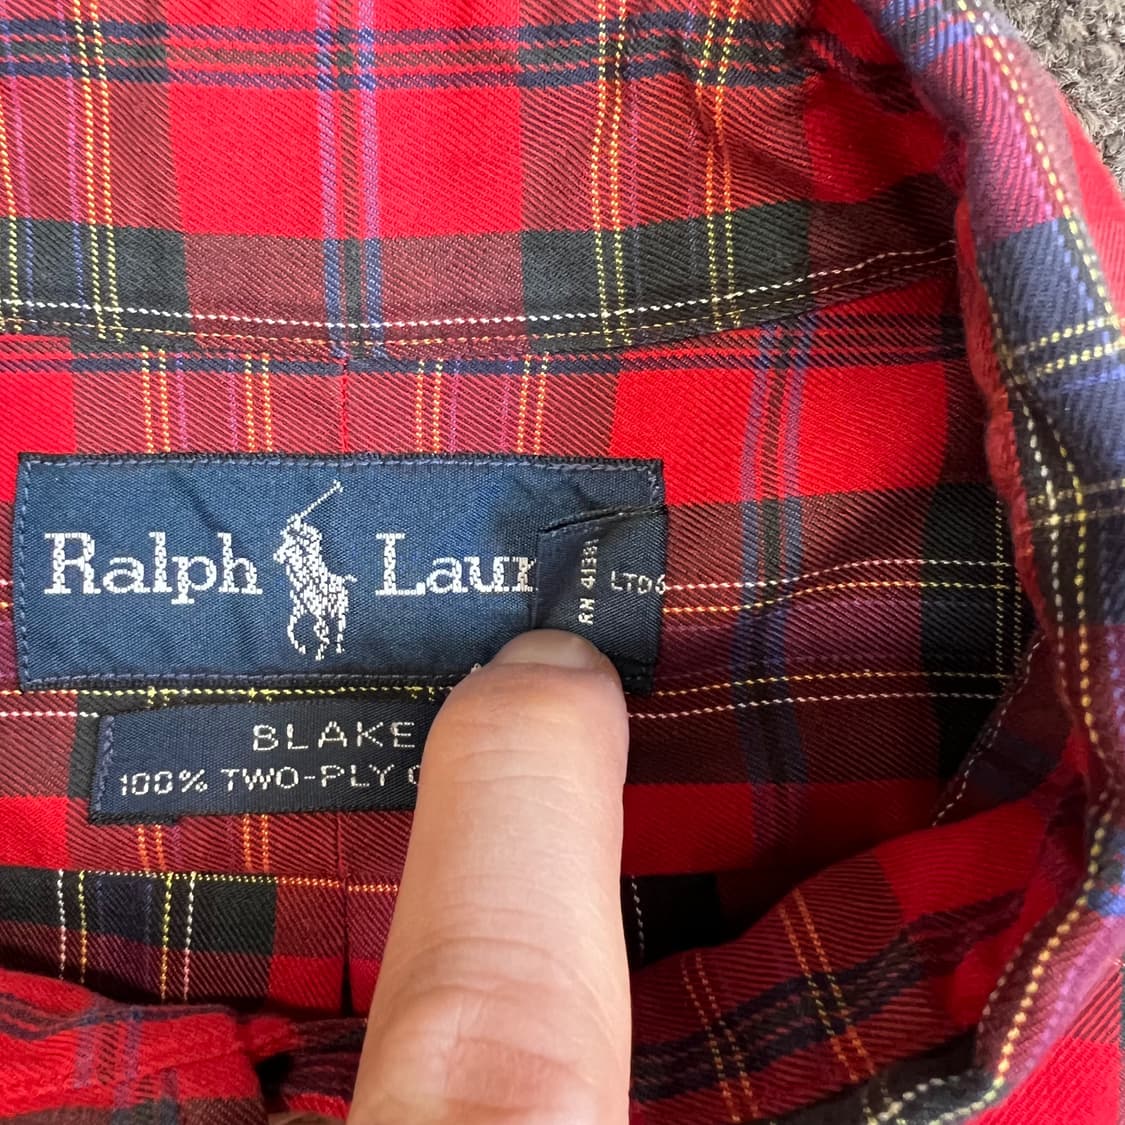 Ralph Laur
RN 41381
LTD6
BLAKE
100% TWO-PLY